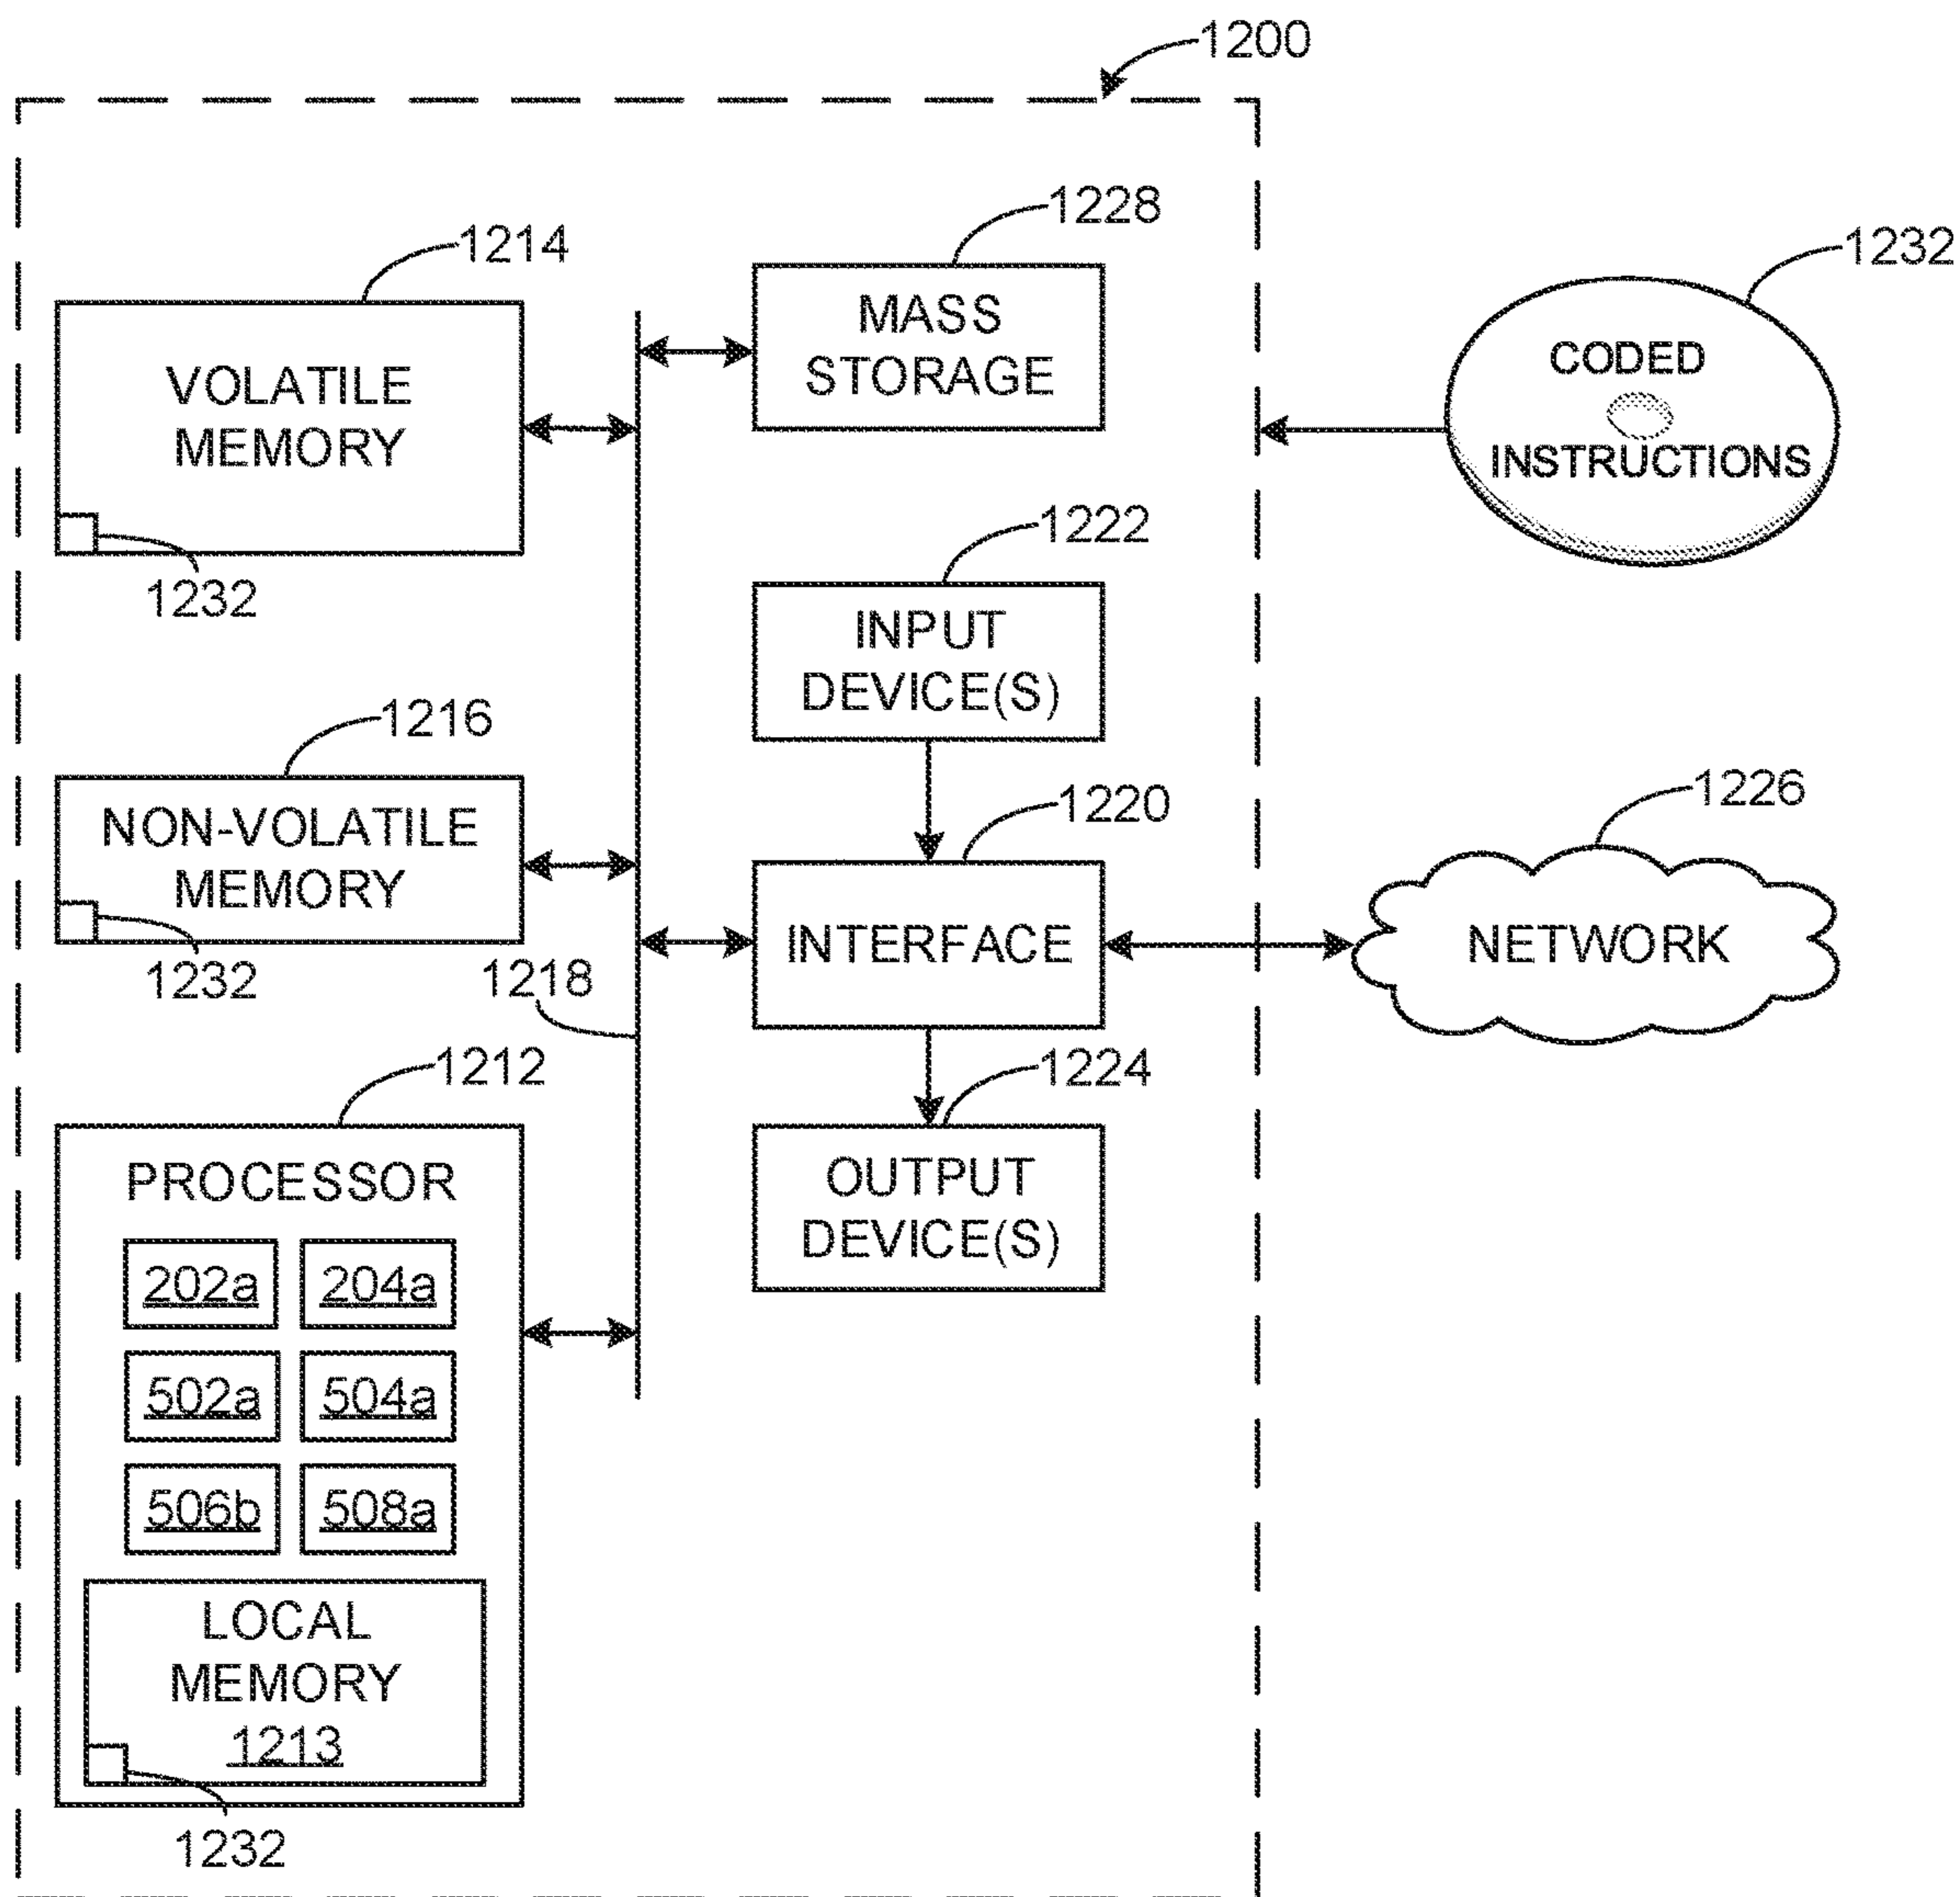 1200
1214
VOLATILE
MEMORY
1232
1228
MASS
STORAGE
1232
CODED
INSTRUCTIONS
1222
INPUT
DEVICE(S)
1216
NON-VOLATILE
MEMORY
1232
1218
1220
INTERFACE
1226
NETWORK
1212
PROCESSOR
202a 204a
502a 504a
506b 508a
LOCAL
MEMORY
1213
1232
1224
OUTPUT
DEVICE(S)